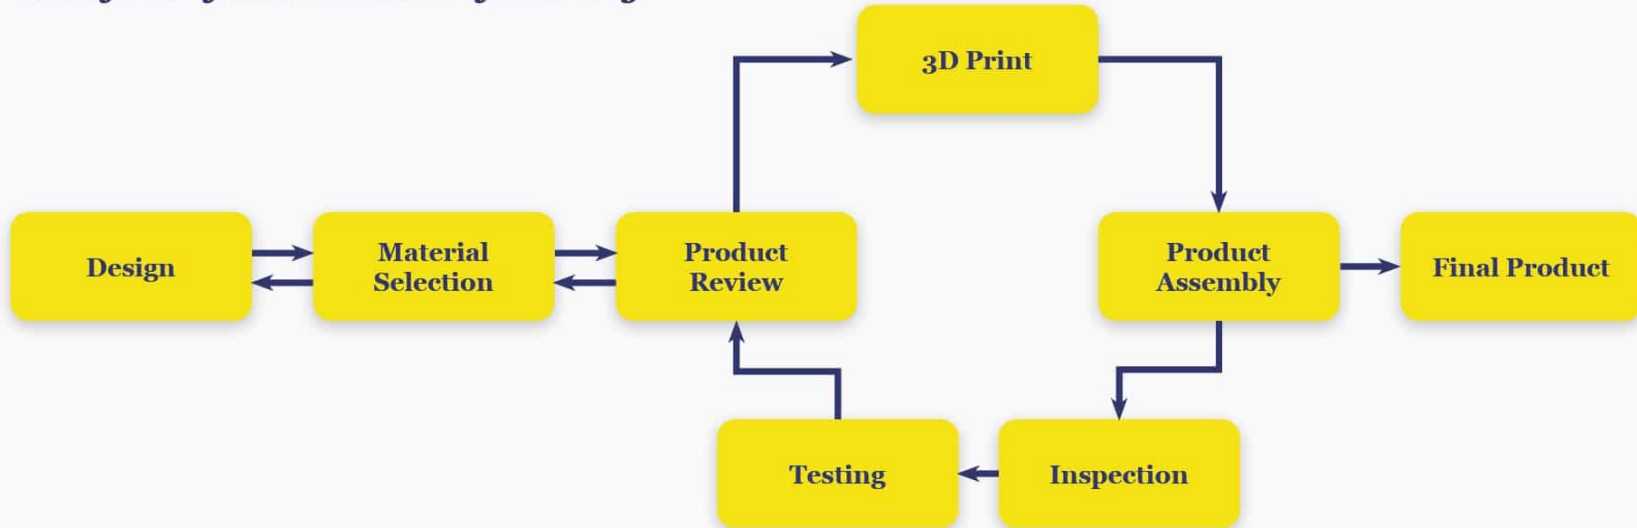 3D Print
Design
Material
Selection
Product
Review
Product
Assembly
Final Product
Testing
Inspection